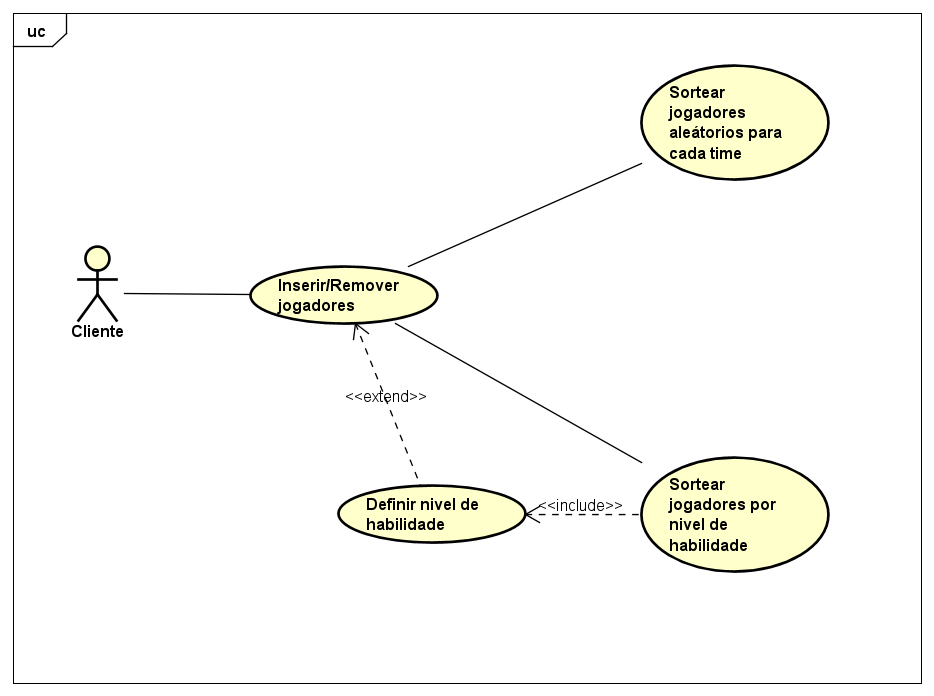 uc
Sortear
jogadores
aleátorios para
cada time
Inserir/Remover
jogadores
Cliente
<<extend>>
Definir nivel de
habilidade
<<include>>
Sortear
jogadores por
nivel de
habilidade